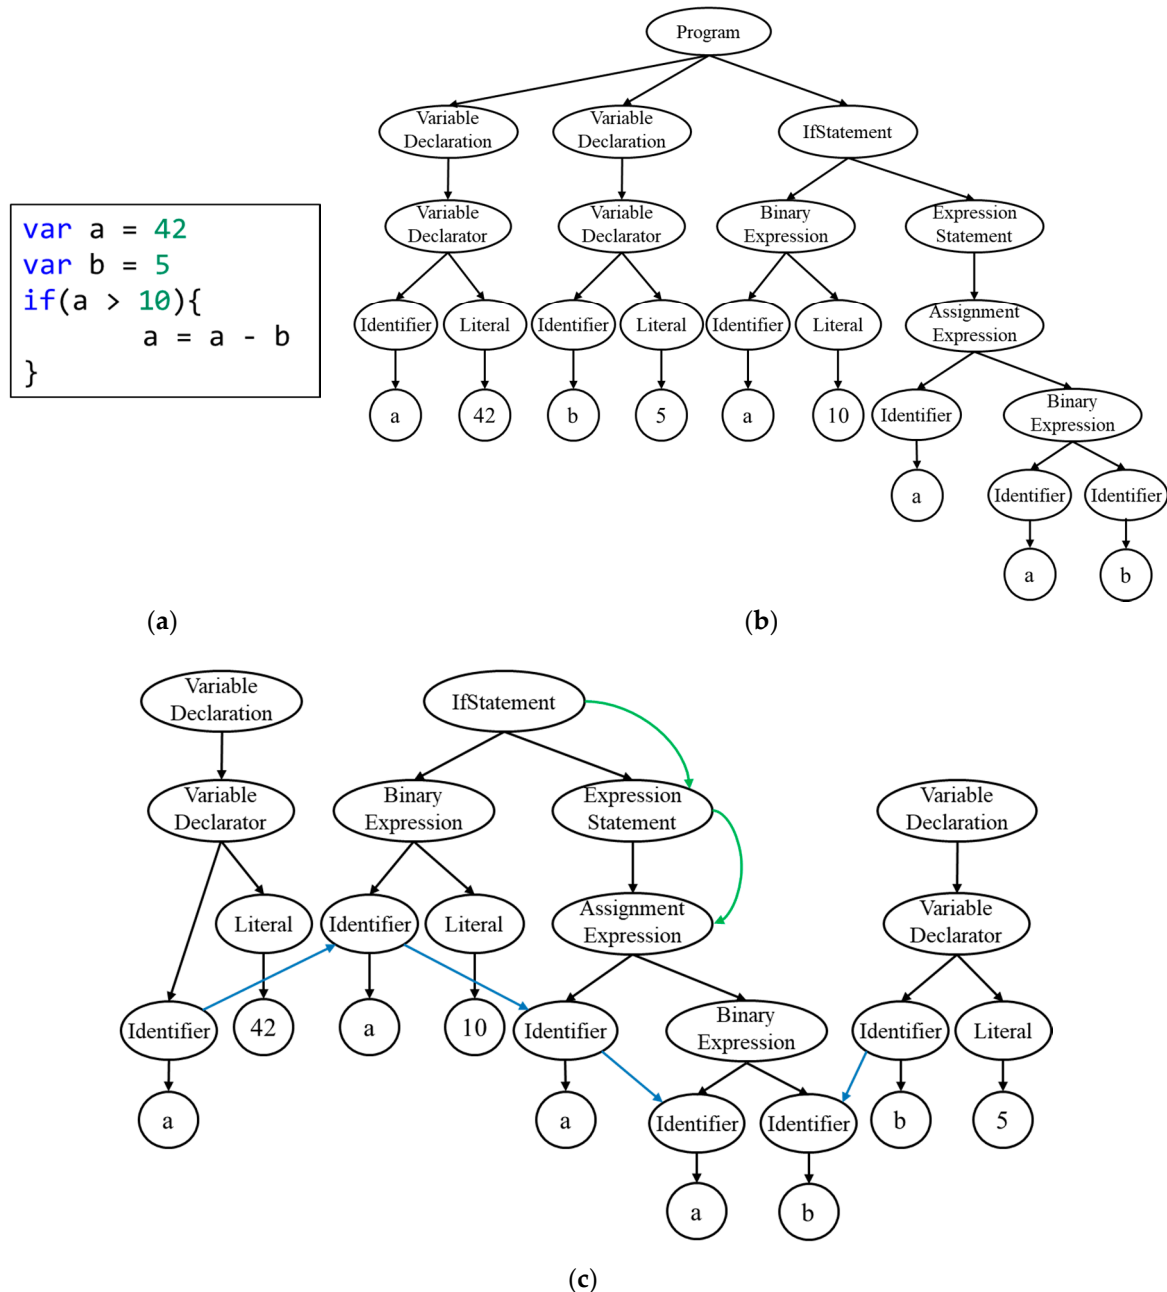 Program
Variable
Declaration
Variable
Declaration
IfStatement
var a = 42
var b = 5
if(a > 10){
a = a - b
}
Variable
Declarator
Variable
Declarator
Binary
Expression
Expression
Statement
Identifier
Literal
Identifier
Literal
Identifier
Literal
Assignment
Expression
a
42
b
5
a
10
Identifier
Binary
Expression
a
Identifier
Identifier
a
b
(a)
(b)
Variable
Declaration
IfStatement
Variable
Declarator
Binary
Expression
Expression
Statement
Variable
Declaration
Literal
Identifier
Literal
Assignment
Expression
Variable
Declarator
Identifier
42
a
10
Identifier
Binary
Expression
Identifier
Literal
a
a
Identifier
Identifier
b
5
a
b
(c)